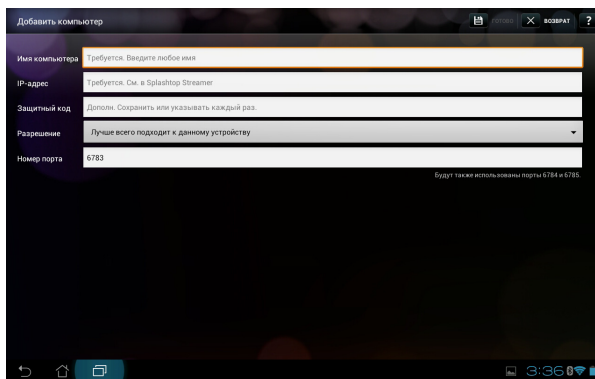 Добавить компьютер
ГОТОВО
ВОЗВРАТ
?
Имя компьютера
Требуется. Введите любое имя
IP-адрес
Требуется. См. в Splashtop Streamer
Защитный код
Дополн. Сохранить или указывать каждый раз.
Разрешение
Лучше всего подходит к данному устройству
Номер порта
6783
Будут также использованы порты 6784 и 6785.
3:36